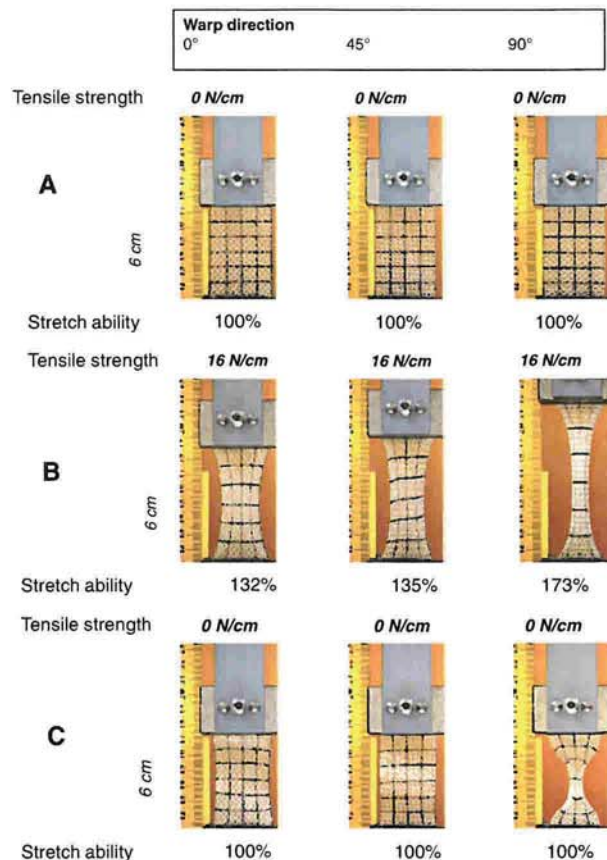 Warp direction
0° 45° 90°
Tensile strength 0 N/cm 0 N/cm 0 N/cm
A
6 cm
Stretch ability 100% 100% 100%
Tensile strength 16 N/cm 16 N/cm 16 N/cm
B
6 cm
Stretch ability 132% 135% 173%
Tensile strength 0 N/cm 0 N/cm 0 N/cm
C
6 cm
Stretch ability 100% 100% 100%